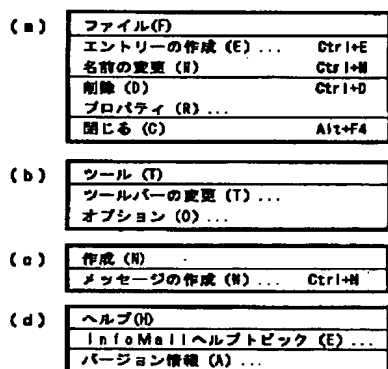 (a) ファイル(F)
エントリーの作成(E)... Ctrl+E
名前の変更(N) Ctrl+M
削除(D) Ctrl+D
プロパティ(R)...
閉じる(C) Alt+F4
(b) ツール(T)
ツールバーの変更(T)...
オプション(O)...
(c) 作成(N)
メッセージの作成(N)... Ctrl+N
(d) ヘルプ(H)
InfoMailヘルプトピック(E)...
バージョン情報(A)...